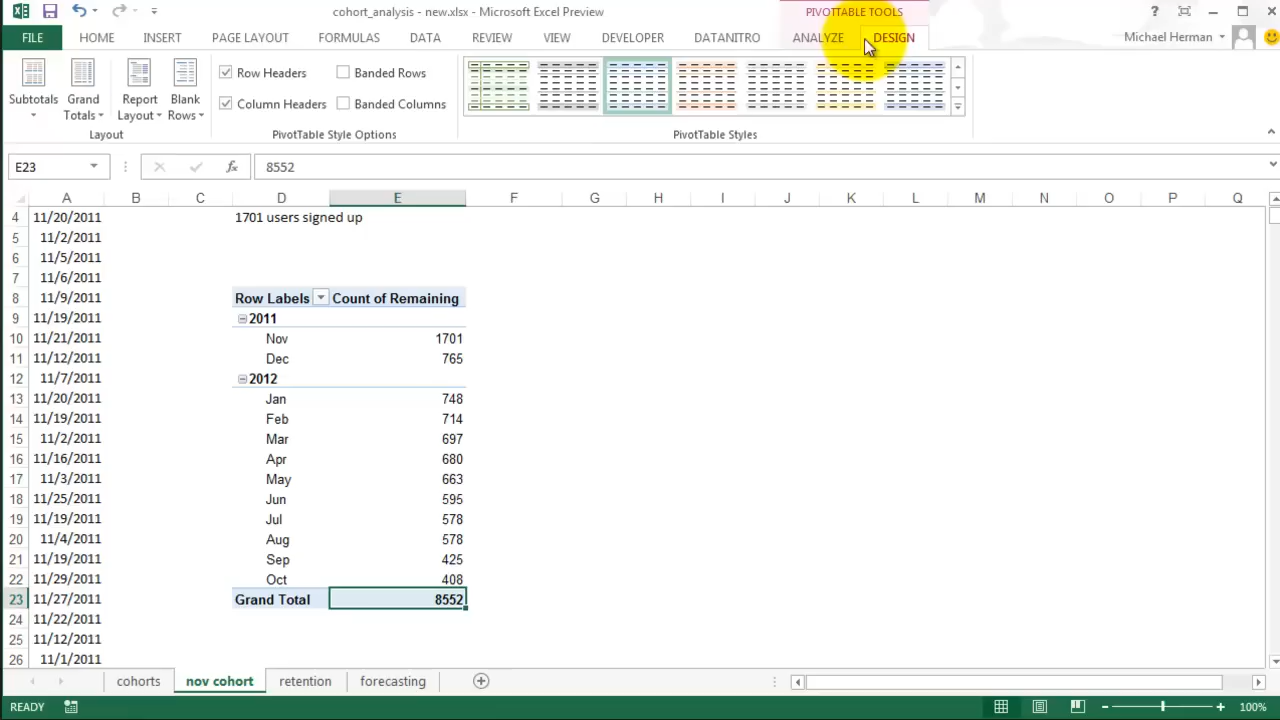 cohort_analysis - new.xlsx - Microsoft Excel Preview
PIVOTTABLE TOOLS
?
FILE HOME INSERT PAGE LAYOUT FORMULAS DATA REVIEW VIEW DEVELOPER DATANITRO ANALYZE DESIGN Michael Herman
Subtotals
Grand Totals
Report Layout
Blank Rows
Row Headers
Banded Rows
Column Headers
Banded Columns
Layout PivotTable Style Options PivotTable Styles
E23 fx 8552
A B C D E F G H I J K L M N O P Q
4 11/20/2011 1701 users signed up
5 11/2/2011
6 11/5/2011
7 11/6/2011
8 11/9/2011 Row Labels Count of Remaining
9 11/19/2011 2011
10 11/21/2011 Nov 1701
11 11/12/2011 Dec 765
12 11/7/2011 2012
13 11/20/2011 Jan 748
14 11/19/2011 Feb 714
15 11/2/2011 Mar 697
16 11/16/2011 Apr 680
17 11/3/2011 May 663
18 11/25/2011 Jun 595
19 11/19/2011 Jul 578
20 11/4/2011 Aug 578
21 11/19/2011 Sep 425
22 11/29/2011 Oct 408
23 11/27/2011 Grand Total 8552
24 11/22/2011
25 11/12/2011
26 11/1/2011
cohorts nov cohort retention forecasting
READY 100%